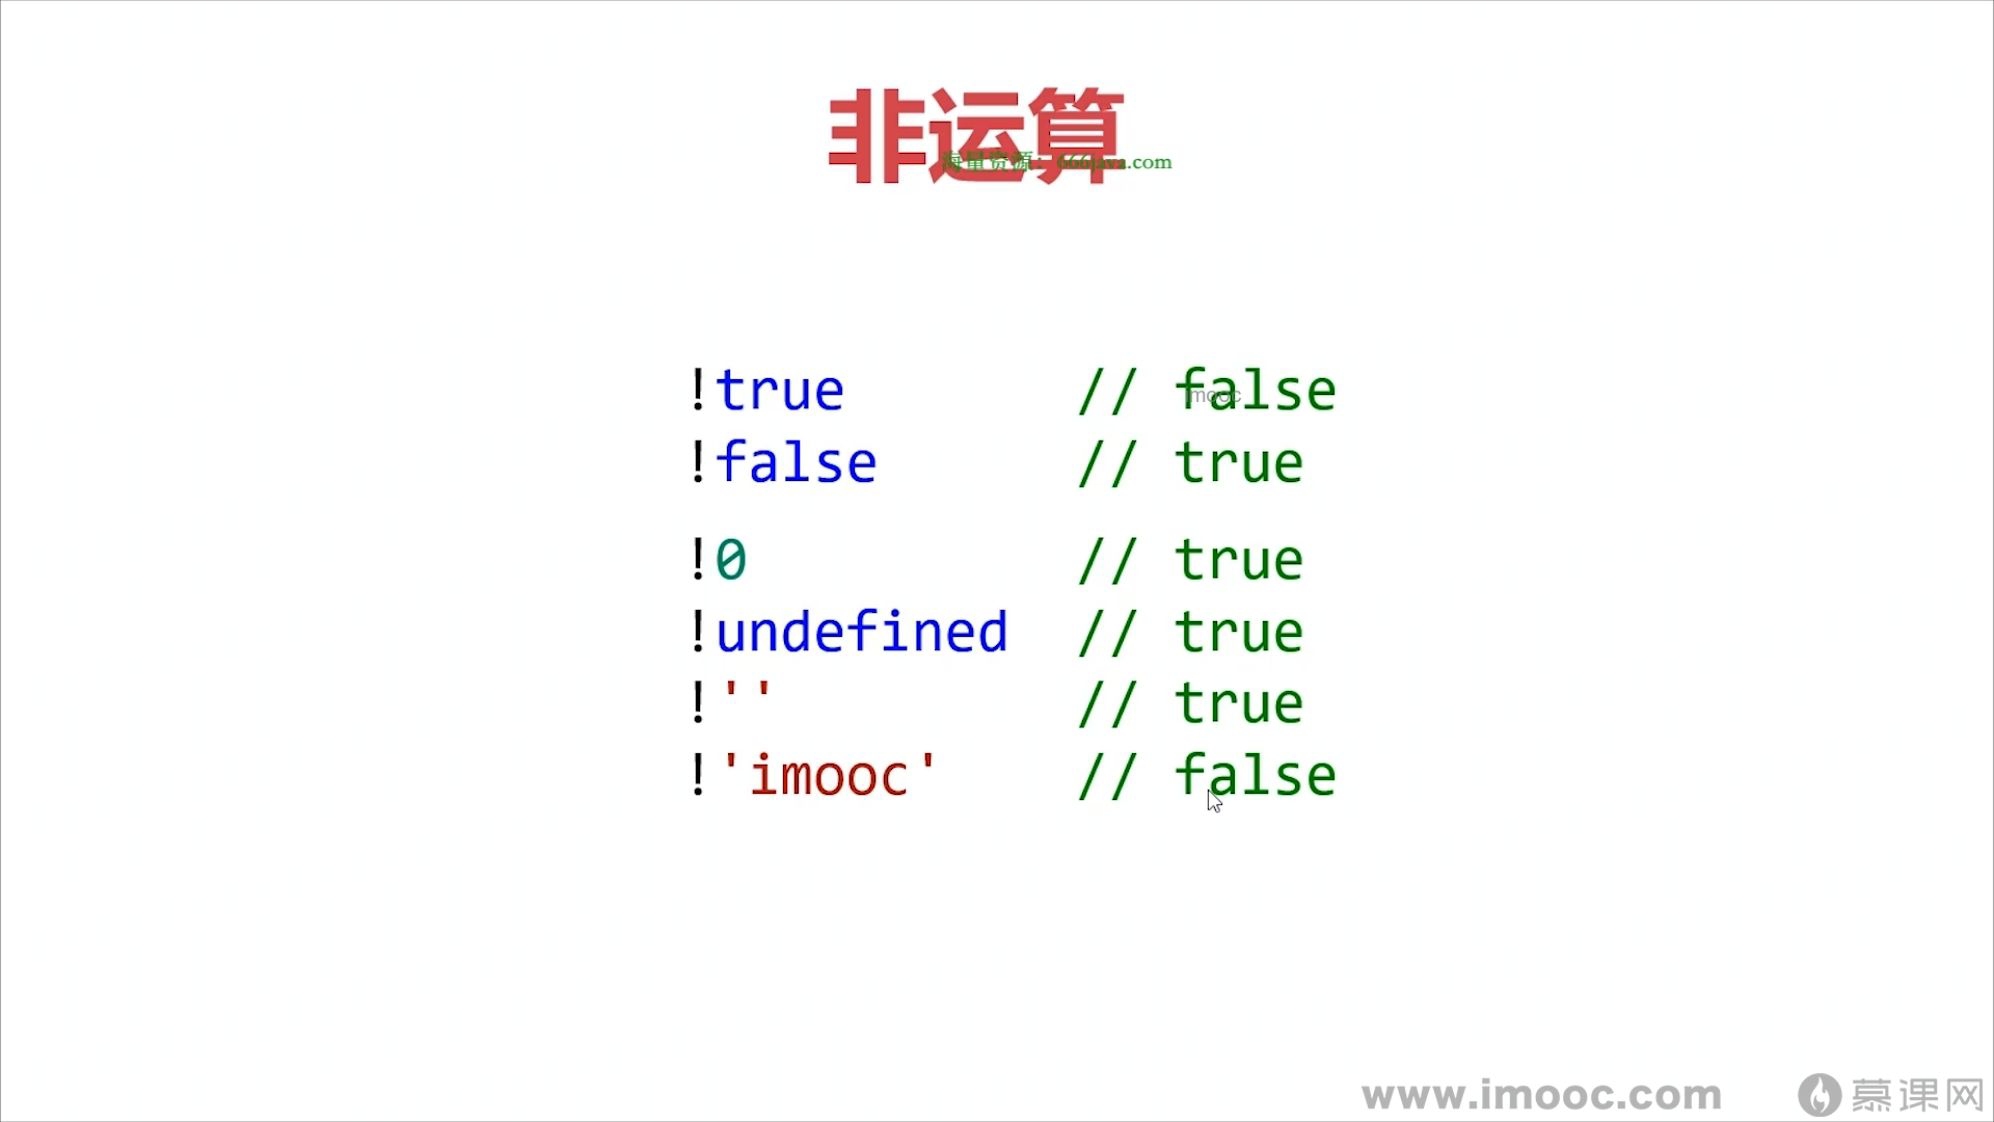 非运算
海量资源：666java.com
!true // false
imooc
!false // true
!0 // true
!undefined // true
!'' // true
!'imooc' // false
www.imooc.com 慕课网